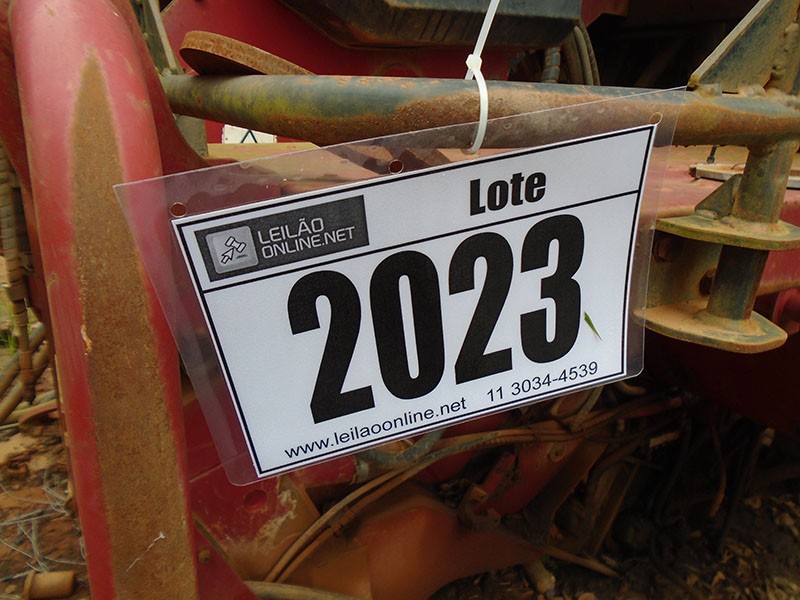 Lote
LEILÃO
ONLINE.NET
2023
www.leilaoonline.net 11 3034-4539